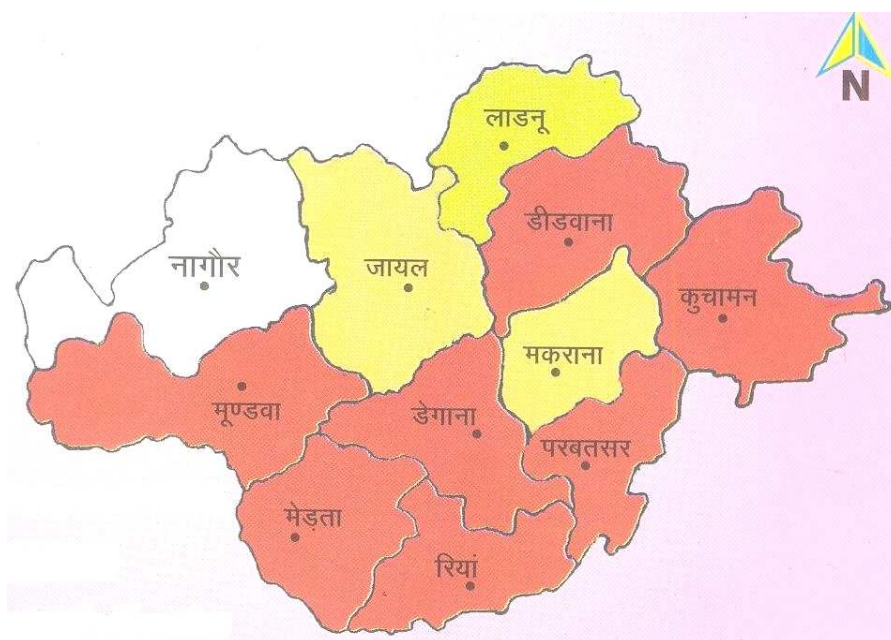 N
लाडनू
डीडवाना
नागौर
जायल
कुचामन
मकराना
मूण्डवा
डेगाना
परबतसर
मेड़ता
रियां